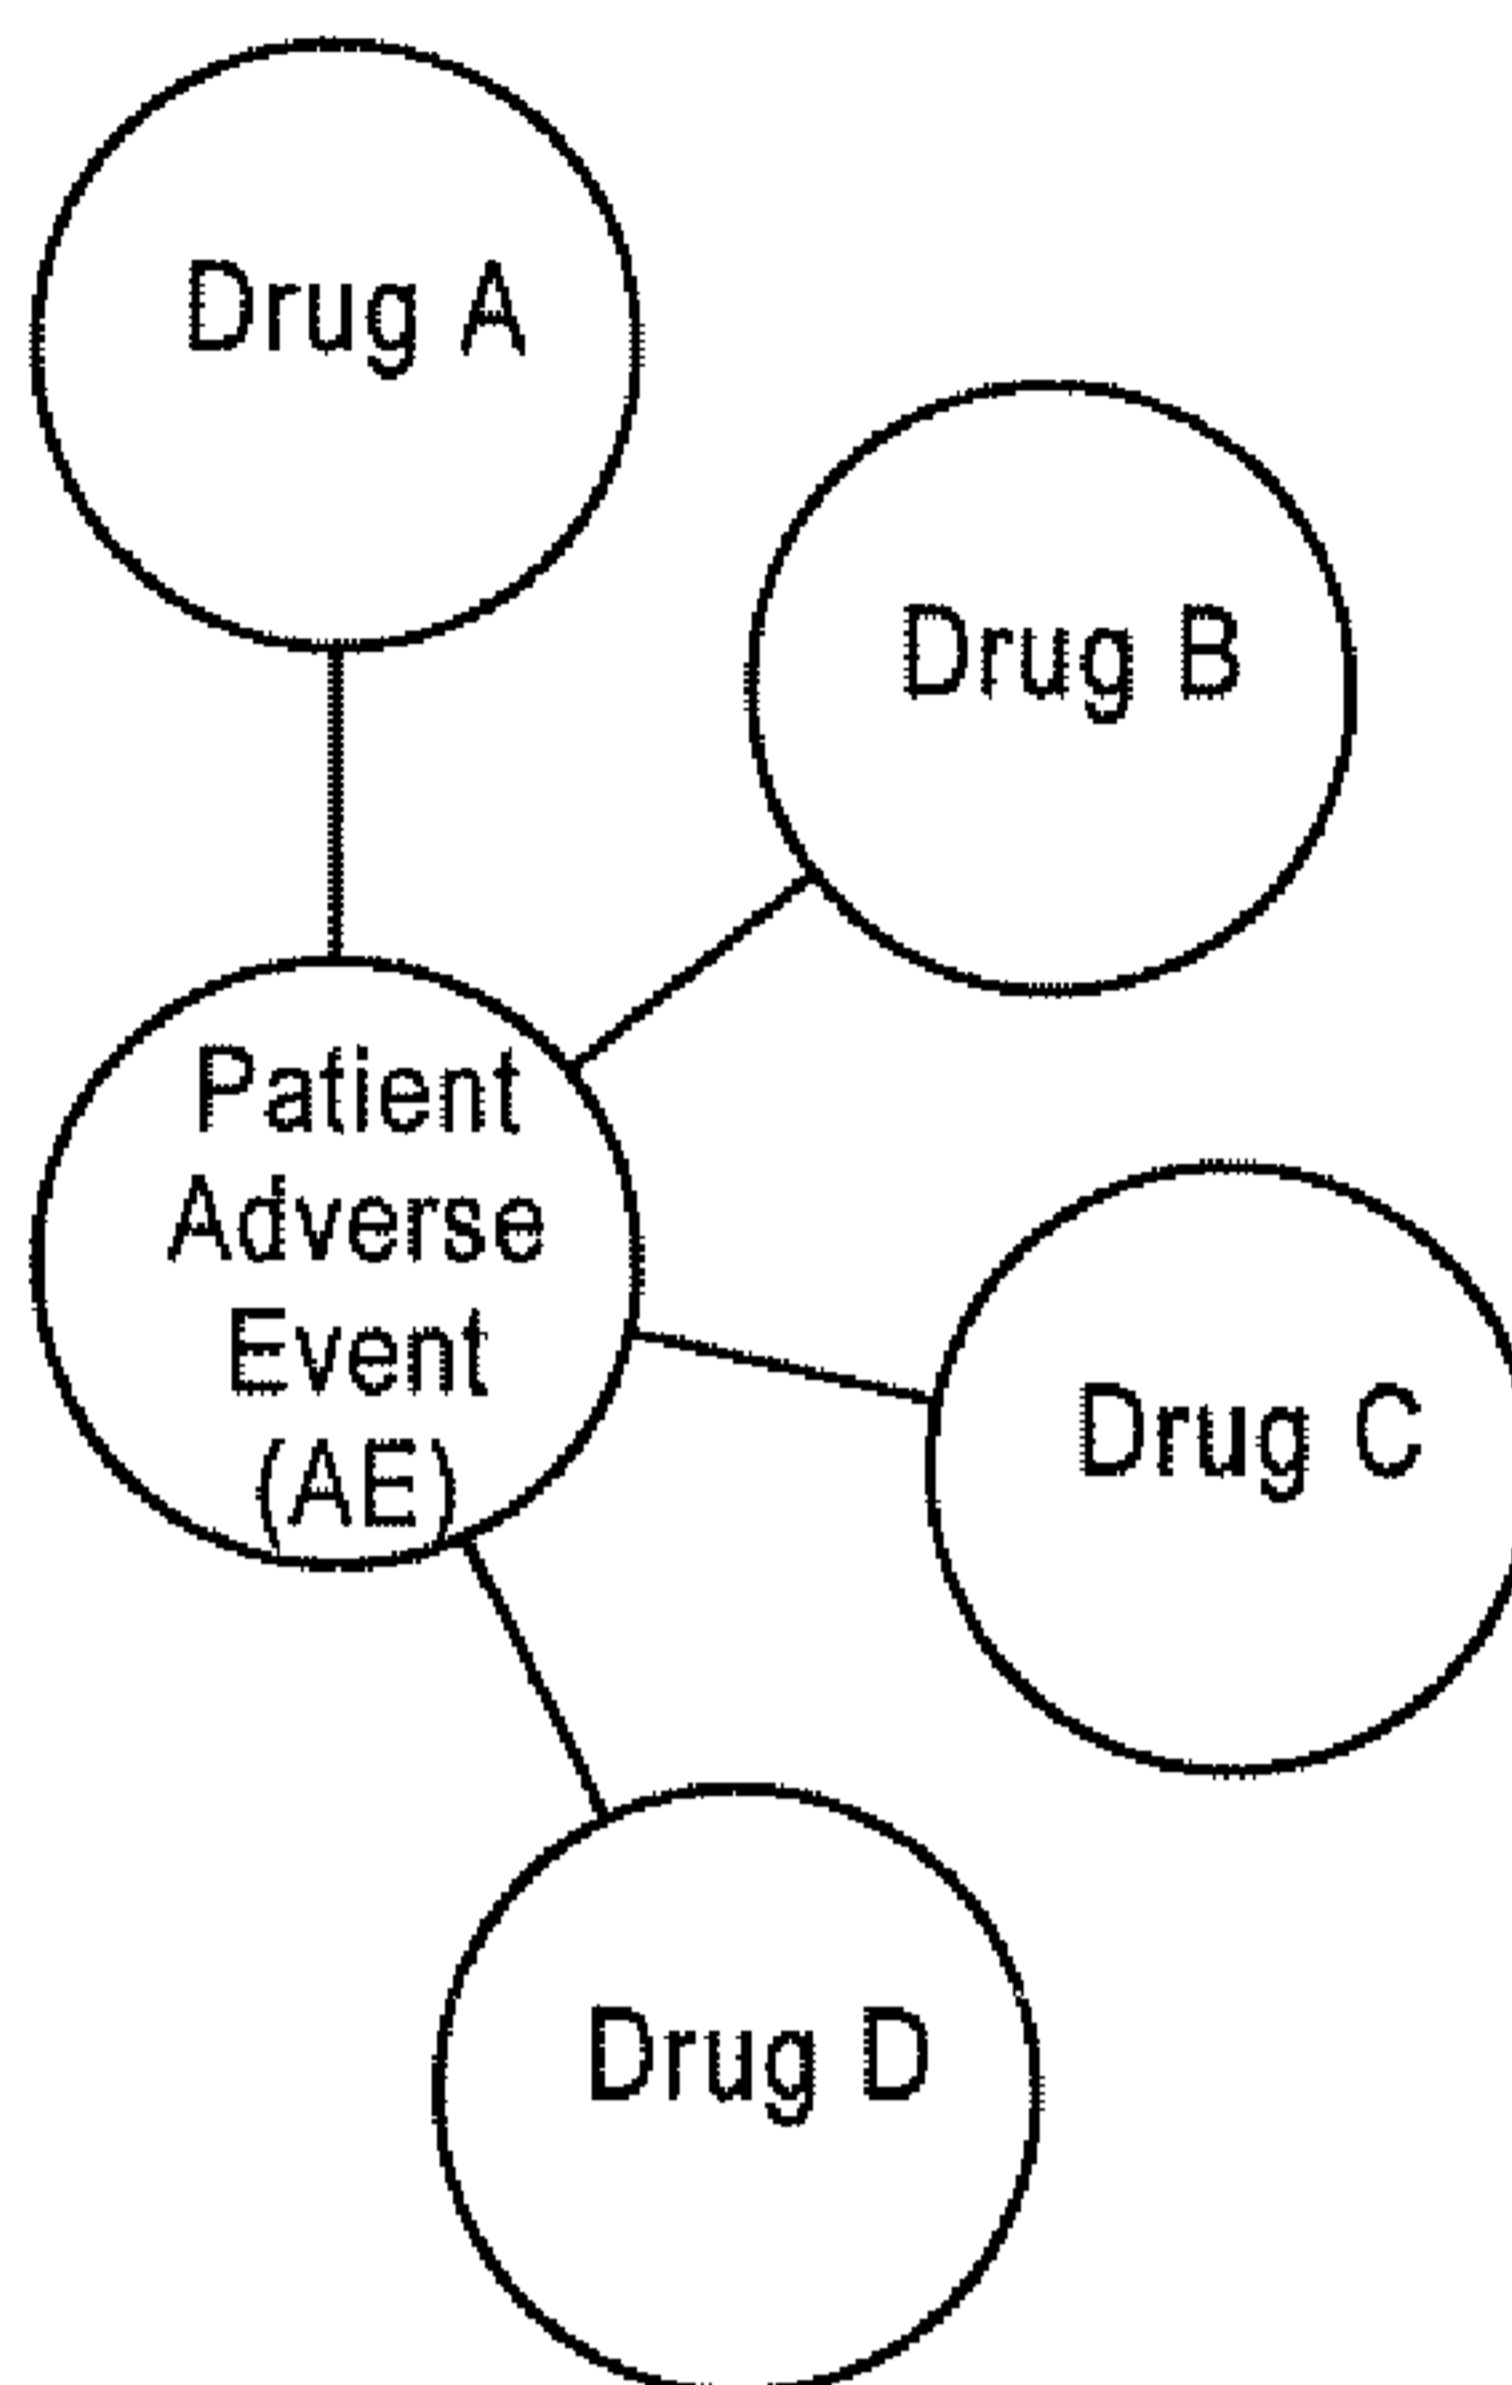 Drug A
Drug B
Patient
Adverse
Event
(AE)
Drug C
Drug D